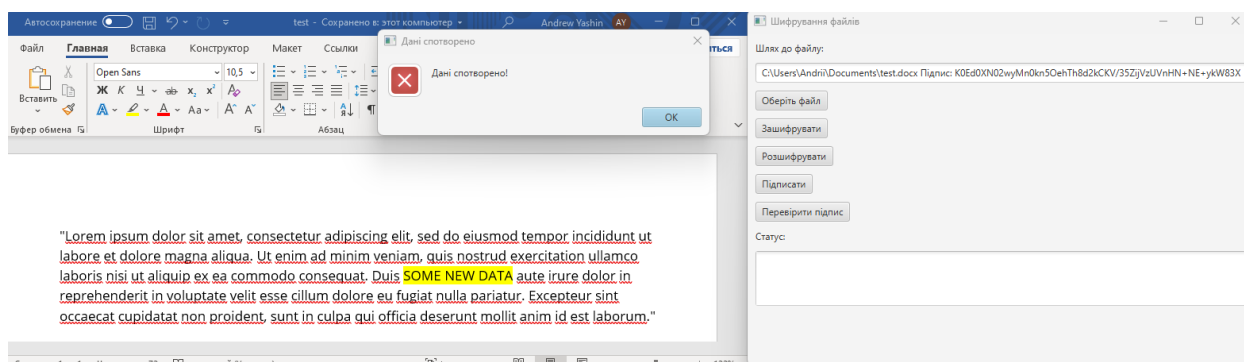 Автосохранение
test - Сохранено в: этот компьютер
Andrew Yashin
AY
Файл Главная Вставка Конструктор Макет Ссылки
Вставить
Open Sans
10,5
Ж К Ч ab x₂ x²
A A Aa A^ A˅
Буфер обмена
Шрифт
Абзац
Дані спотворено
Дані спотворено!
OK
"Lorem ipsum dolor sit amet, consectetur adipiscing elit, sed do eiusmod tempor incididunt ut
labore et dolore magna aliqua. Ut enim ad minim veniam, quis nostrud exercitation ullamco
laboris nisi ut aliquip ex ea commodo consequat. Duis SOME NEW DATA aute irure dolor in
reprehenderit in voluptate velit esse cillum dolore eu fugiat nulla pariatur. Excepteur sint
occaecat cupidatat non proident, sunt in culpa qui officia deserunt mollit anim id est laborum."
Шифрування файлів
Шлях до файлу:
C:\Users\Andrii\Documents\test.docx Підпис: K0Ed0XN02wyMn0kn5OehTh8d2kCKV/35ZijVzUVnHN+NE+ykW83X
Оберіть файл
Зашифрувати
Розшифрувати
Підписати
Перевірити підпис
Статус: